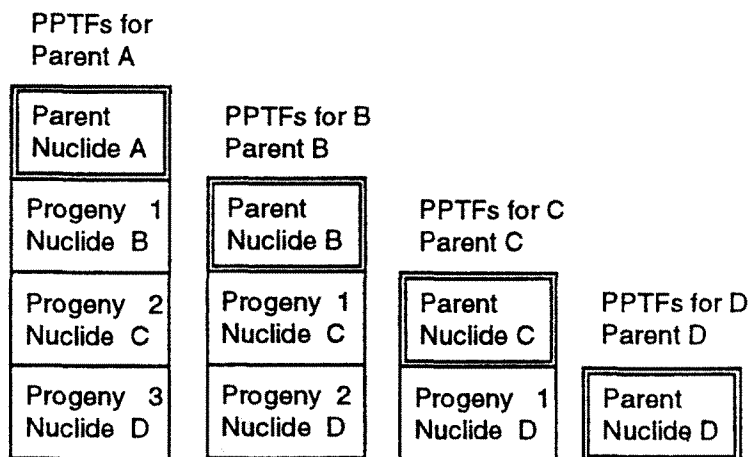 PPTFs for
Parent A
Parent
Nuclide A
Progeny 1
Nuclide B
Progeny 2
Nuclide C
Progeny 3
Nuclide D
PPTFs for B
Parent B
Parent
Nuclide B
Progeny 1
Nuclide C
Progeny 2
Nuclide D
PPTFs for C
Parent C
Parent
Nuclide C
Progeny 1
Nuclide D
PPTFs for D
Parent D
Parent
Nuclide D